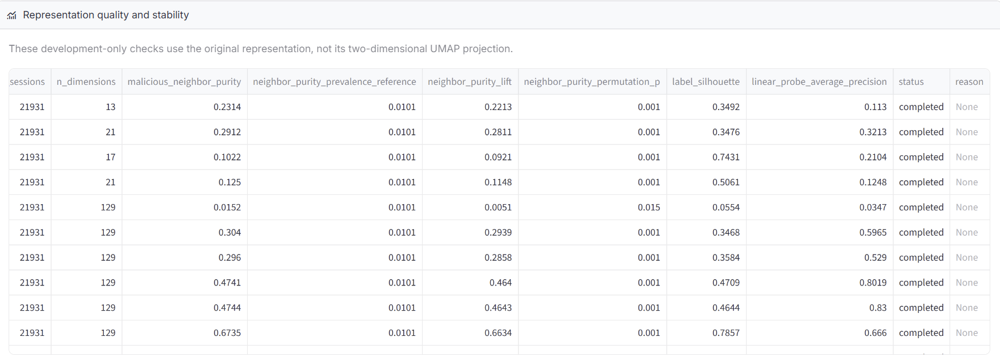 Representation quality and stability
These development-only checks use the original representation, not its two-dimensional UMAP projection.
sessions n_dimensions malicious_neighbor_purity neighbor_purity_prevalence_reference neighbor_purity_lift neighbor_purity_permutation_p label_silhouette linear_probe_average_precision status reason
21931 13 0.2314 0.0101 0.2213 0.001 0.3492 0.113 completed None
21931 21 0.2912 0.0101 0.2811 0.001 0.3476 0.3213 completed None
21931 17 0.1022 0.0101 0.0921 0.001 0.7431 0.2104 completed None
21931 21 0.125 0.0101 0.1148 0.001 0.5061 0.1248 completed None
21931 129 0.0152 0.0101 0.0051 0.015 0.0554 0.0347 completed None
21931 129 0.304 0.0101 0.2939 0.001 0.3468 0.5965 completed None
21931 129 0.296 0.0101 0.2858 0.001 0.3584 0.529 completed None
21931 129 0.4741 0.0101 0.464 0.001 0.4709 0.8019 completed None
21931 129 0.4744 0.0101 0.4643 0.001 0.4644 0.83 completed None
21931 129 0.6735 0.0101 0.6634 0.001 0.7857 0.666 completed None